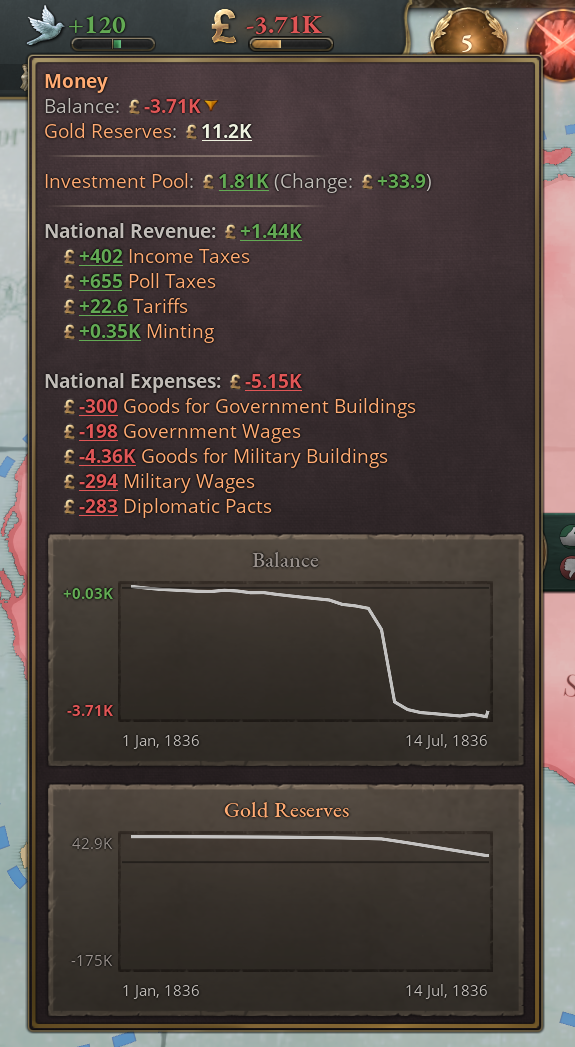 +120
£ -3.71K
5
Money
Balance: £ -3.71K
Gold Reserves: £ 11.2K
Investment Pool: £ 1.81K (Change: £ +33.9)
National Revenue: £ +1.44K
£ +402 Income Taxes
£ +655 Poll Taxes
£ +22.6 Tariffs
£ +0.35K Minting
National Expenses: £ -5.15K
£ -300 Goods for Government Buildings
£ -198 Government Wages
£ -4.36K Goods for Military Buildings
£ -294 Military Wages
£ -283 Diplomatic Pacts
Balance
+0.03K
-3.71K
1 Jan, 1836 14 Jul, 1836
Gold Reserves
42.9K
-175K
1 Jan, 1836 14 Jul, 1836